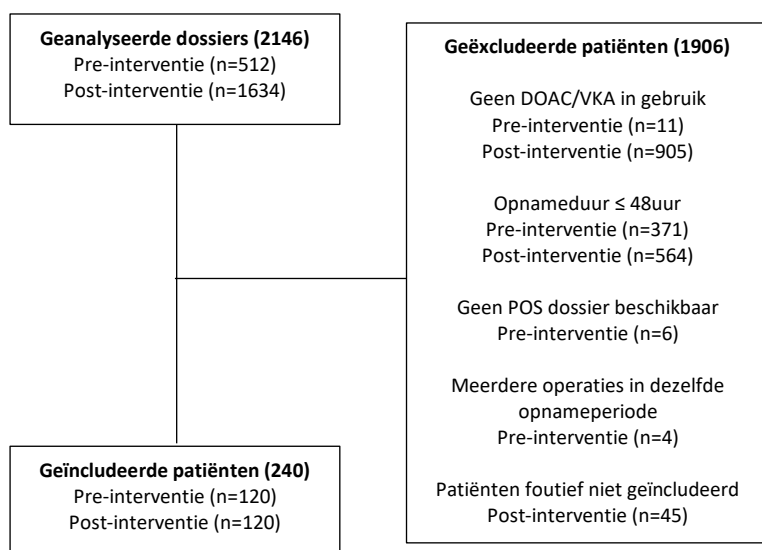 Geanalyseerde dossiers (2146)
Pre-interventie (n=512)
Post-interventie (n=1634)
Geëxcludeerde patiënten (1906)
Geen DOAC/VKA in gebruik
Pre-interventie (n=11)
Post-interventie (n=905)
Opnameduur ≤ 48uur
Pre-interventie (n=371)
Post-interventie (n=564)
Geen POS dossier beschikbaar
Pre-interventie (n=6)
Meerdere operaties in dezelfde
opnameperiode
Pre-interventie (n=4)
Patiënten foutief niet geïncludeerd
Post-interventie (n=45)
Geïncludeerde patiënten (240)
Pre-interventie (n=120)
Post-interventie (n=120)